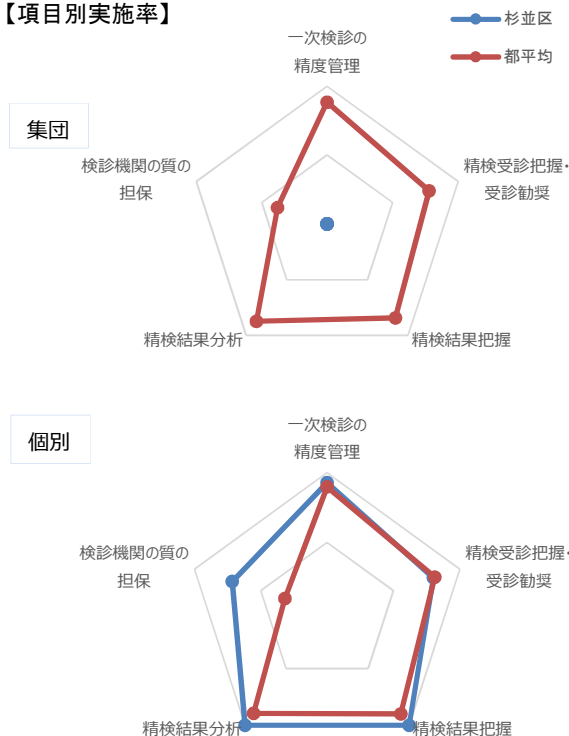 【項目別実施率】
杉並区
都平均
集団
一次検診の
精度管理
検診機関の質の
担保
精検受診把握・
受診勧奨
精検結果分析
精検結果把握
個別
一次検診の
精度管理
検診機関の質の
担保
精検受診把握・
受診勧奨
精検結果分析
精検結果把握